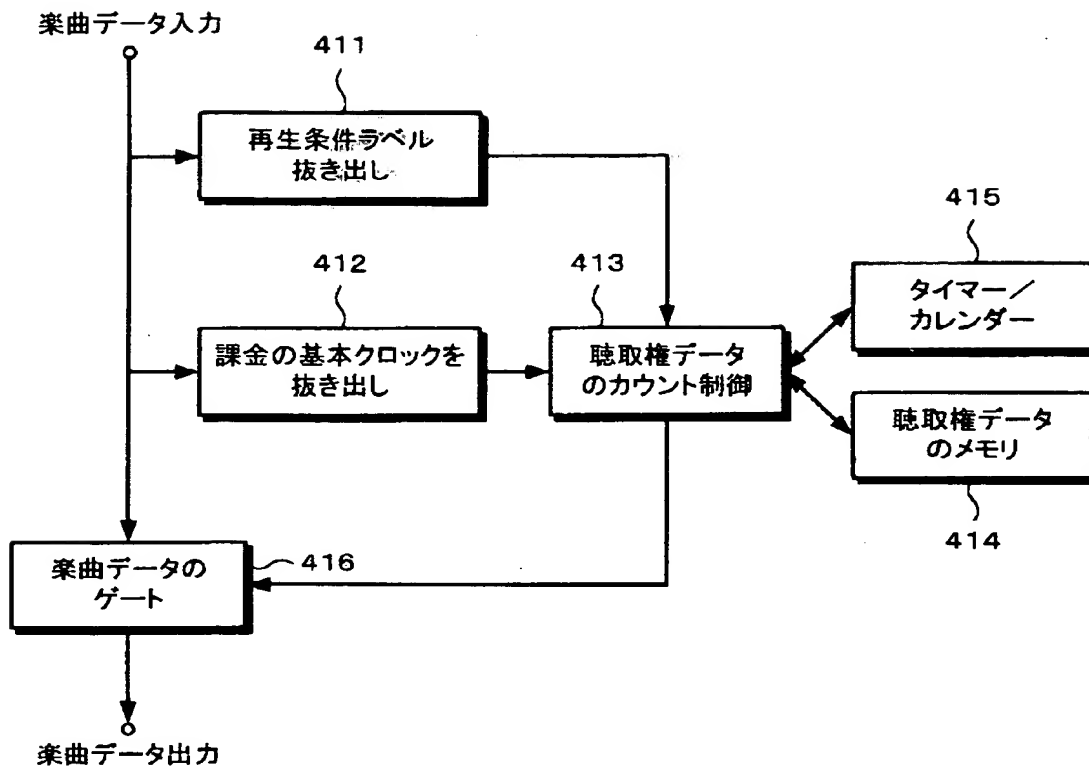 楽曲データ入力
411
再生条件ラベル
抜き出し
415
412
413
タイマー／
カレンダー
課金の基本クロックを
抜き出し
聴取権データ
のカウント制御
聴取権データ
のメモリ
414
416
楽曲データの
ゲート
楽曲データ出力